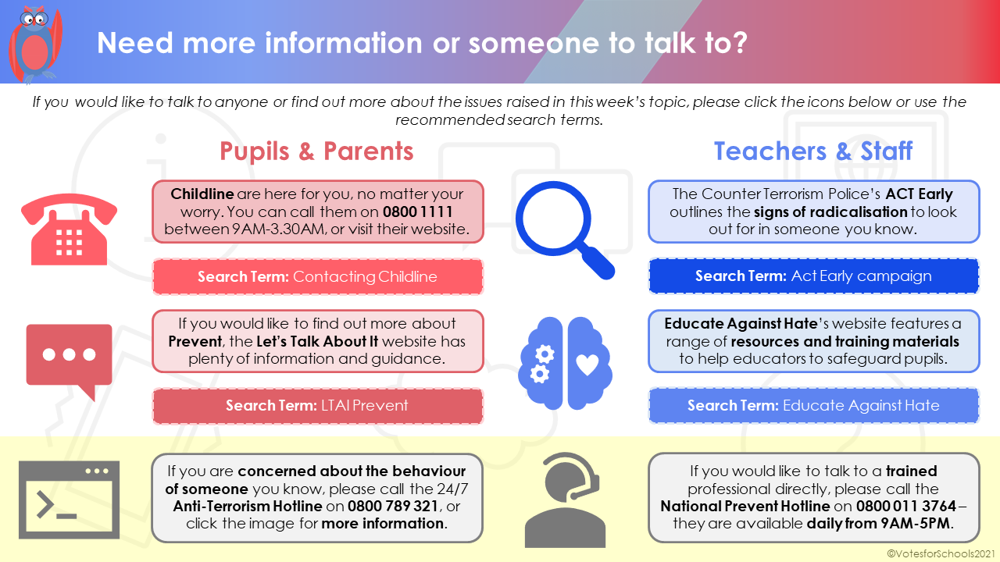 Need more information or someone to talk to?
If you would like to talk to anyone or find out more about the issues raised in this week's topic, please click the icons below or use the
recommended search terms.
Pupils & Parents
Childline are here for you, no matter your
worry. You can call them on 0800 1111
between 9AM-3.30AM, or visit their website.
Search Term: Contacting Childline
If you would like to find out more about
Prevent, the Let's Talk About It website has
plenty of information and guidance.
Search Term: LTAI Prevent
Teachers & Staff
The Counter Terrorism Police's ACT Early
outlines the signs of radicalisation to look
out for in someone you know.
Search Term: Act Early campaign
Educate Against Hate's website features a
range of resources and training materials
to help educators to safeguard pupils.
Search Term: Educate Against Hate
If you are concerned about the behaviour
of someone you know, please call the 24/7
Anti-Terrorism Hotline on 0800 789 321, or
click the image for more information.
If you would like to talk to a trained
professional directly, please call the
National Prevent Hotline on 0800 011 3764 –
they are available daily from 9AM-5PM.
©VotesforSchools2021